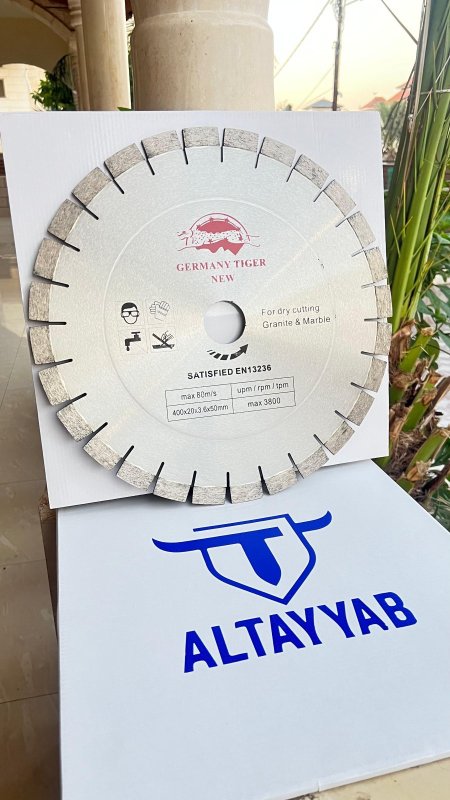 GERMANY TIGER
NEW
For dry cutting
Granite & Marble
SATISFIED EN13236
max 80m/s upm / rpm / tpm
400x20x3.6x50mm max 3800
ALTAYYAB